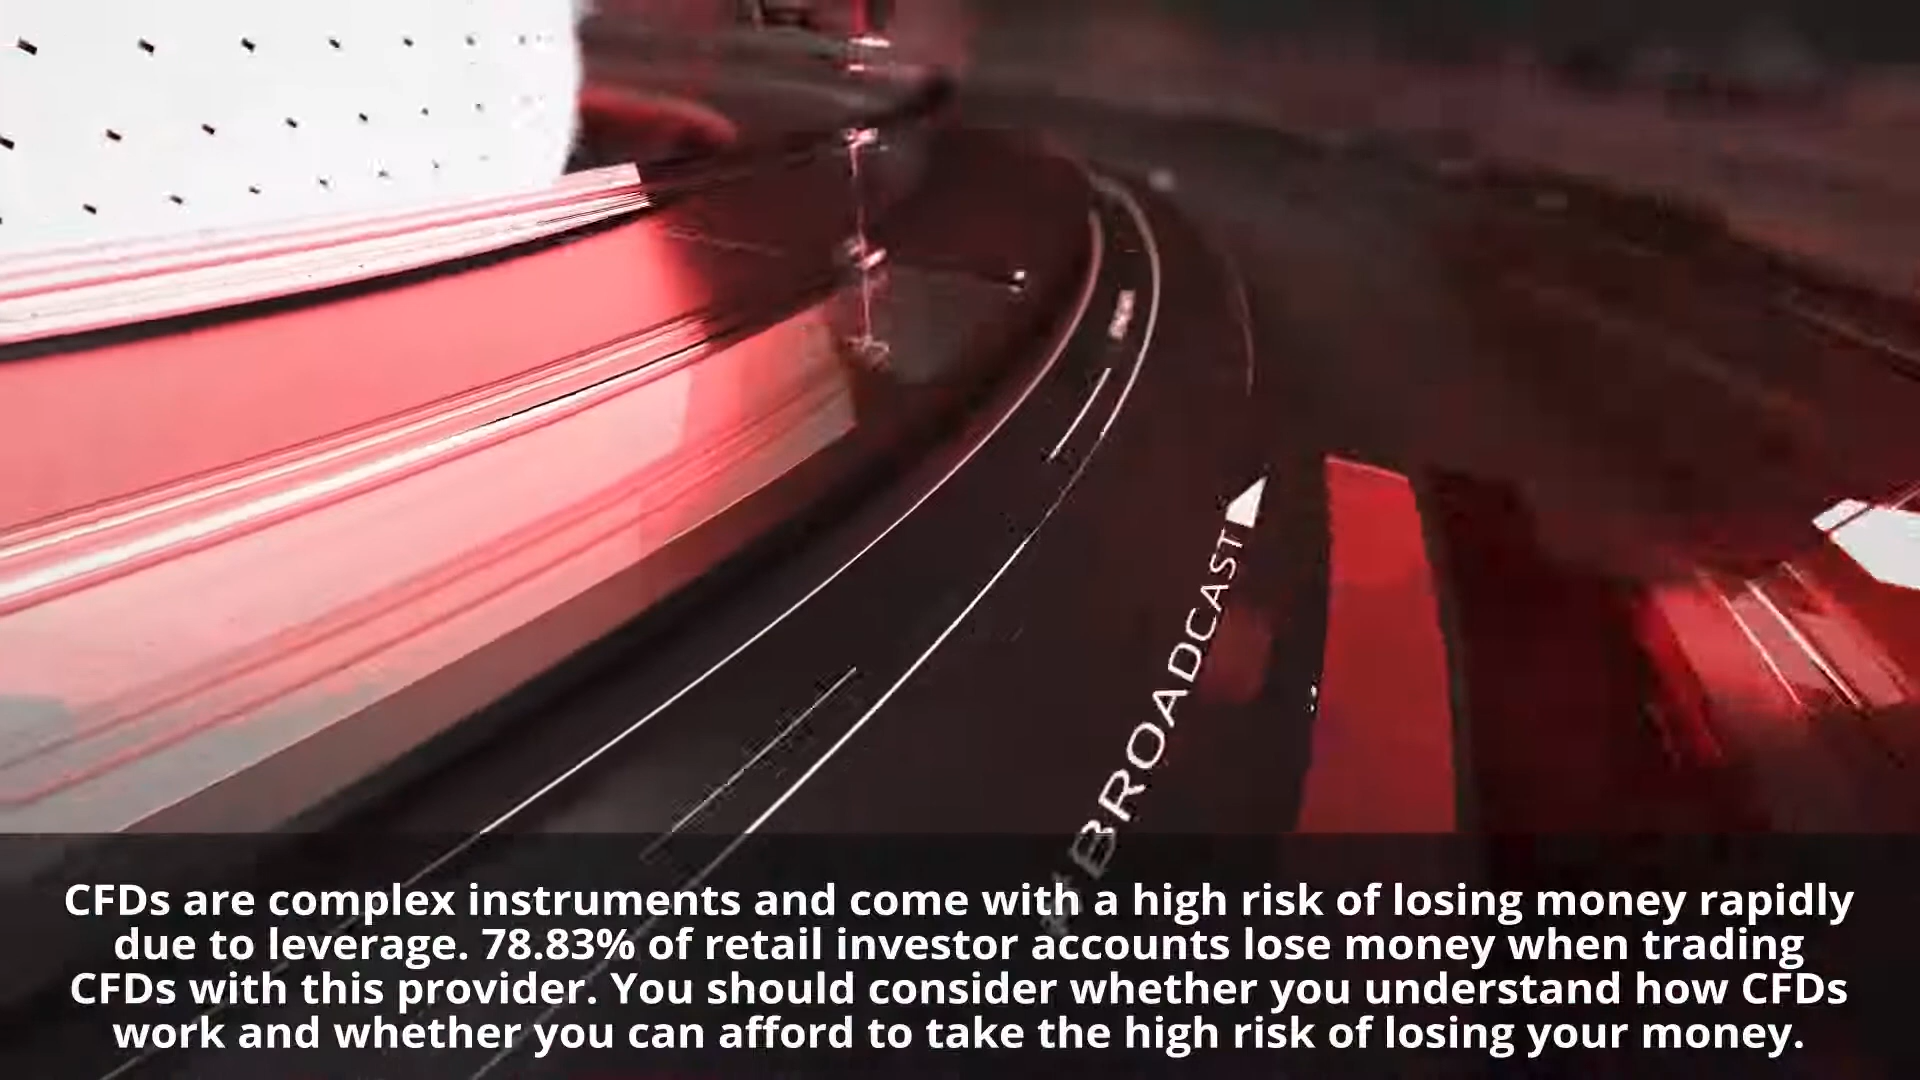 BROADCAST
CFDs are complex instruments and come with a high risk of losing money rapidly
due to leverage. 78.83% of retail investor accounts lose money when trading
CFDs with this provider. You should consider whether you understand how CFDs
work and whether you can afford to take the high risk of losing your money.